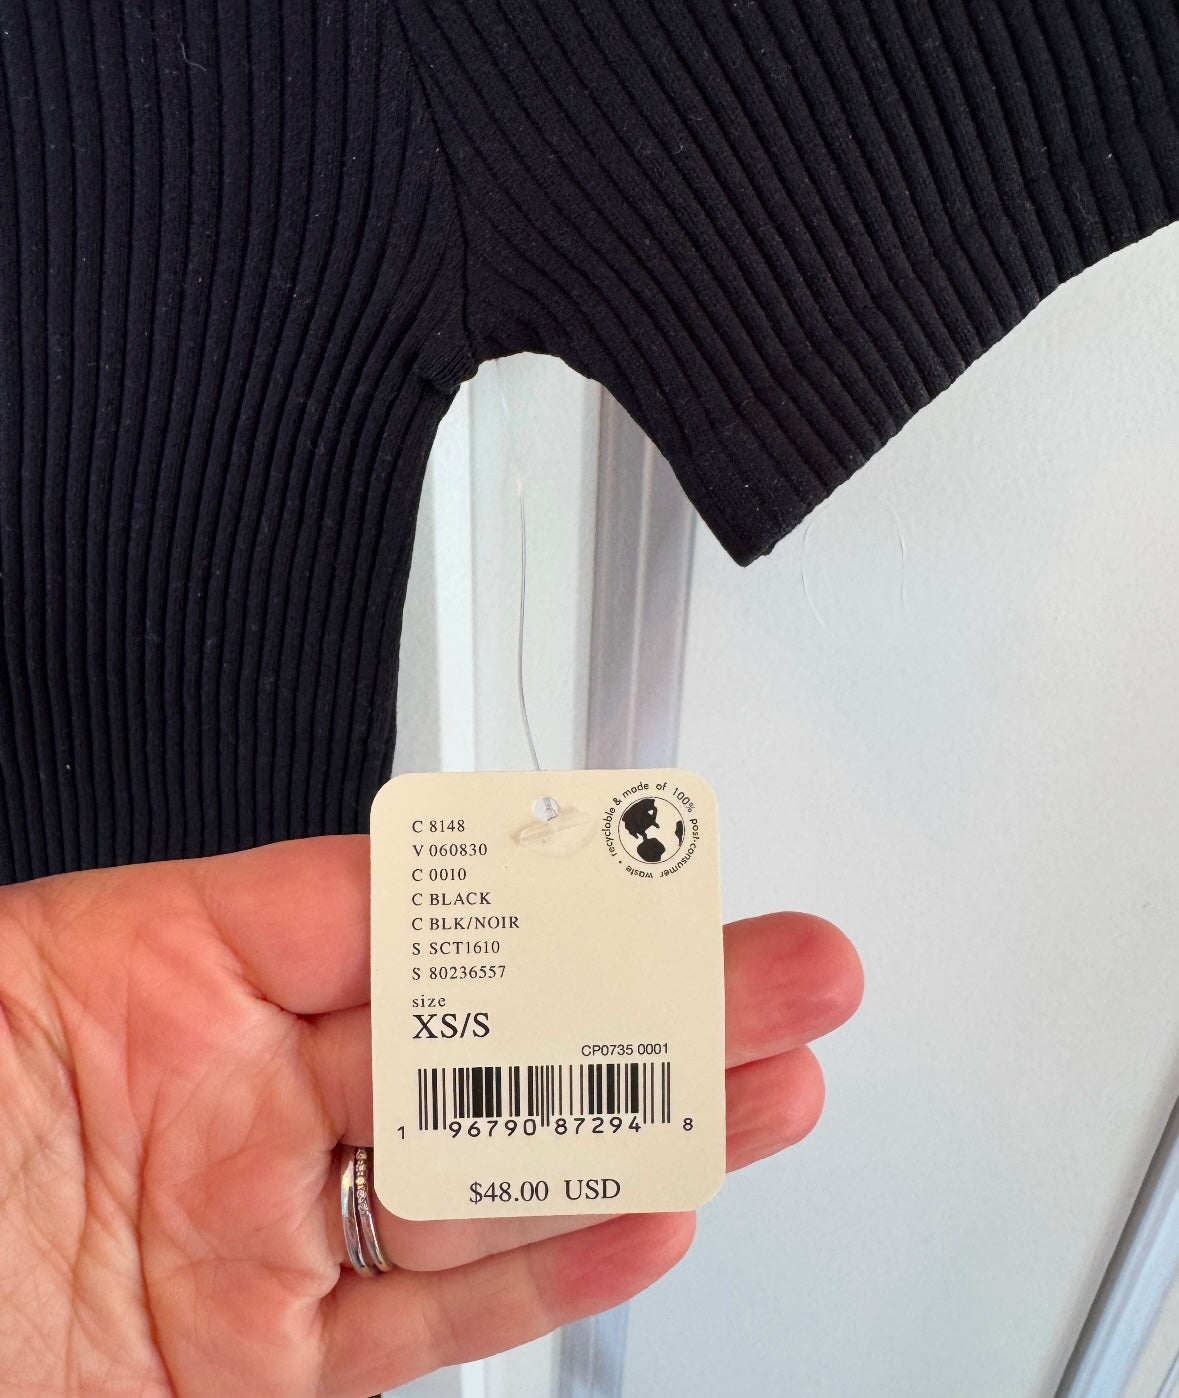 C 8148
V 060830
C 0010
C BLACK
C BLK/NOIR
S SCT1610
S 80236557
recyclable & made of 100% post-consumer waste •
size
XS/S
CP0735 0001
1 96790 87294 8
$48.00 USD